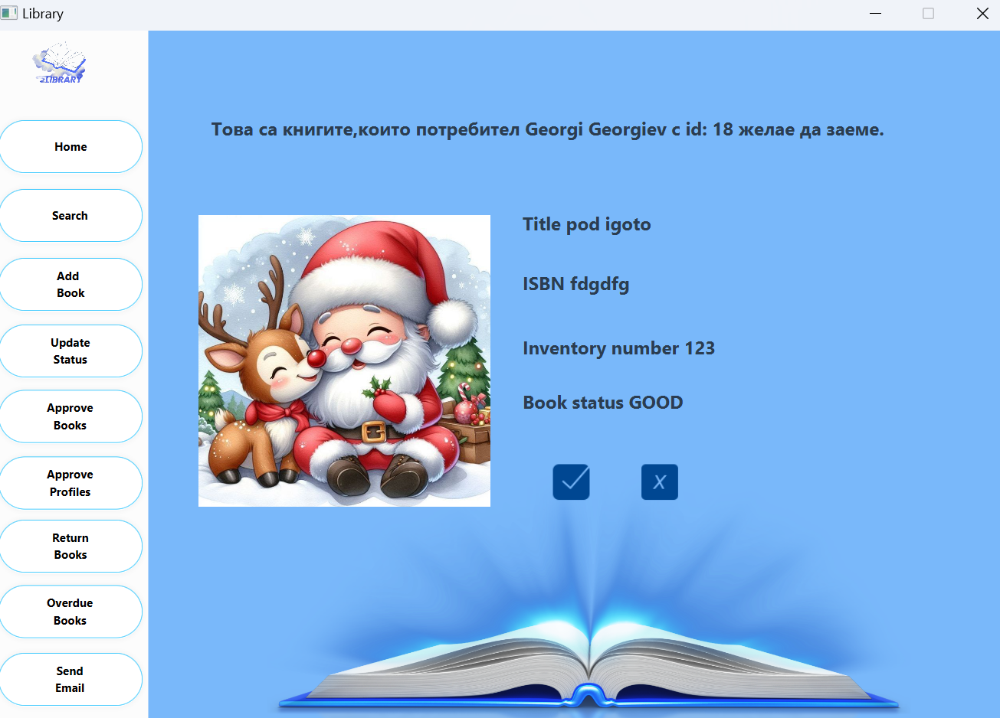 Library
LIBRARY
Home
Search
Add
Book
Update
Status
Approve
Books
Approve
Profiles
Return
Books
Overdue
Books
Send
Email
Това са книгите,които потребител Georgi Georgiev с id: 18 желае да заеме.
Title pod igoto
ISBN fdgdfg
Inventory number 123
Book status GOOD
X